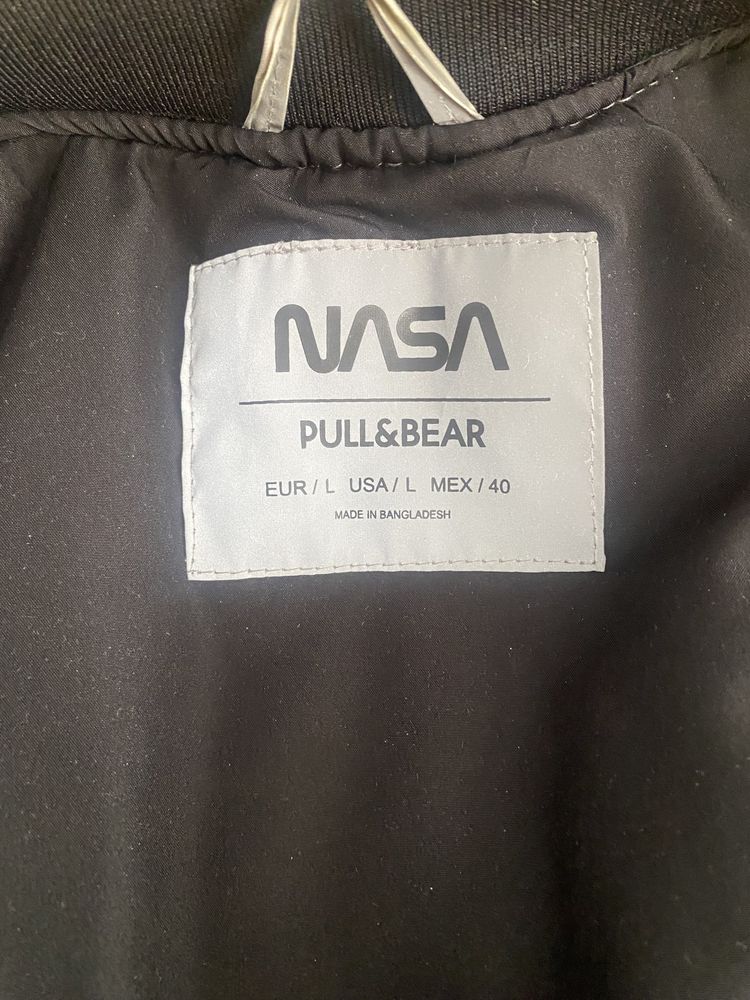 NASA
PULL&BEAR
EUR / L USA / L MEX / 40
MADE IN BANGLADESH